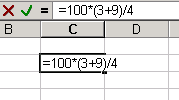 = =100*(3+9)/4
B C D
=100*(3+9)/4